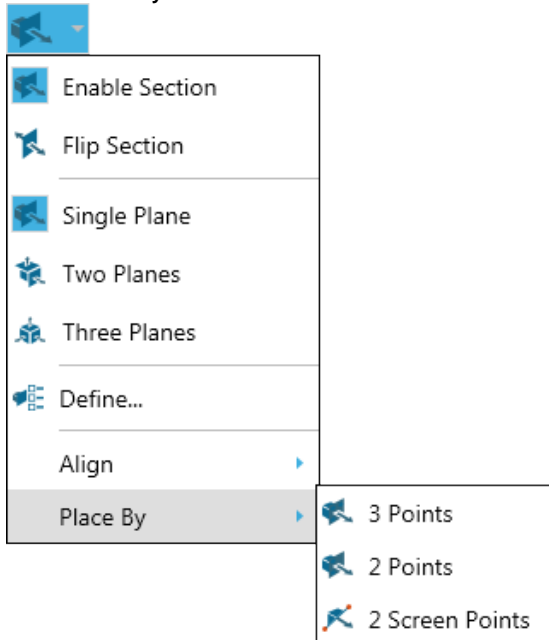 Enable Section
Flip Section
Single Plane
Two Planes
Three Planes
Define...
Align
Place By
3 Points
2 Points
2 Screen Points